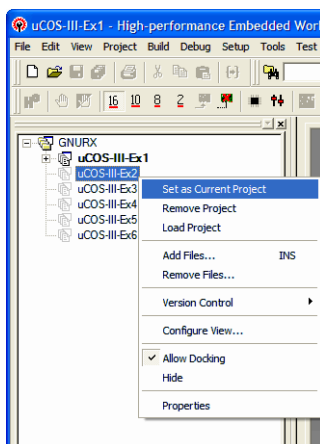 uCOS-III-Ex1 - High-performance Embedded Wor
File Edit View Project Build Debug Setup Tools Test
16 10 8 2
GNURX
uCOS-III-Ex1
uCOS-III-Ex2
uCOS-III-Ex3
uCOS-III-Ex4
uCOS-III-Ex5
uCOS-III-Ex6
Set as Current Project
Remove Project
Load Project
Add Files... INS
Remove Files...
Version Control
Configure View...
Allow Docking
Hide
Properties